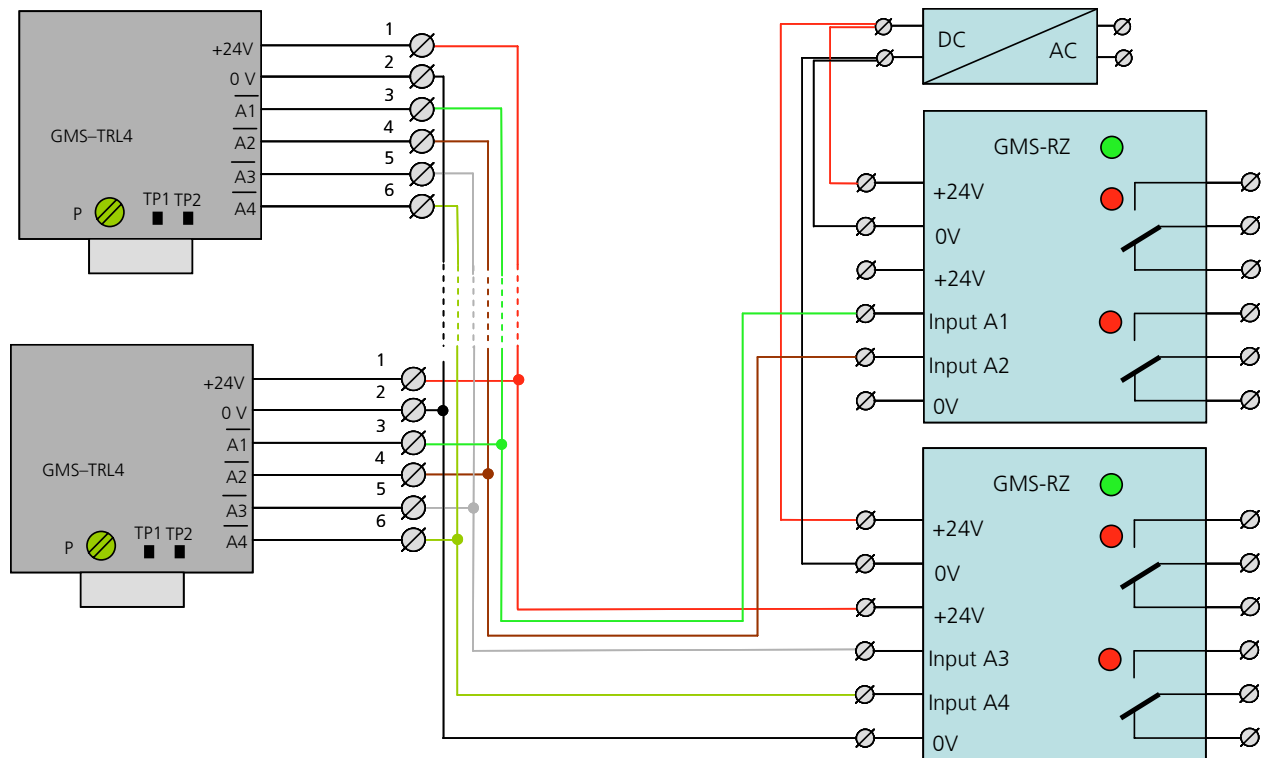 GMS–TRL4
+24V
0 V
A1
A2
A3
A4
P
TP1 TP2
1
2
3
4
5
6
GMS–TRL4
+24V
0 V
A1
A2
A3
A4
P
TP1 TP2
1
2
3
4
5
6
DC
AC
GMS-RZ
+24V
0V
+24V
Input A1
Input A2
0V
GMS-RZ
+24V
0V
+24V
Input A3
Input A4
0V